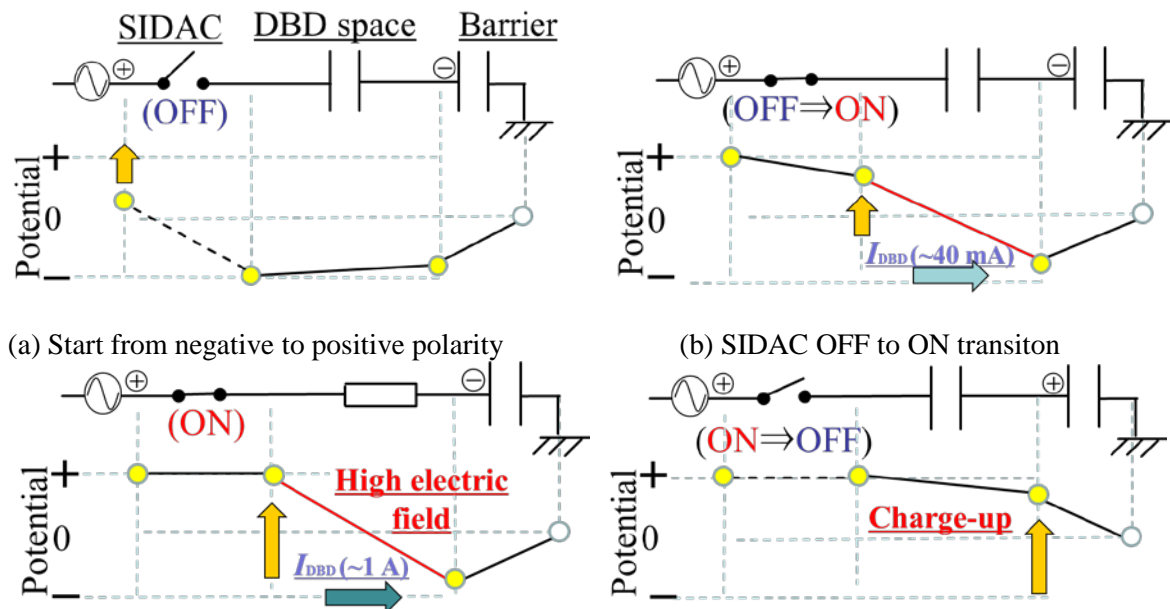 SIDAC DBD space Barrier
⊕ ⊖
(OFF)
Potential
+
0
−
(a) Start from negative to positive polarity
⊕ ⊖
(OFF⇒ON)
Potential
+
0
−
I_DBD (~40 mA)
(b) SIDAC OFF to ON transiton
⊕ ⊖
(ON)
Potential
+
0
−
High electric
field
I_DBD (~1 A)
⊕ ⊕
(ON⇒OFF)
Potential
+
0
−
Charge-up